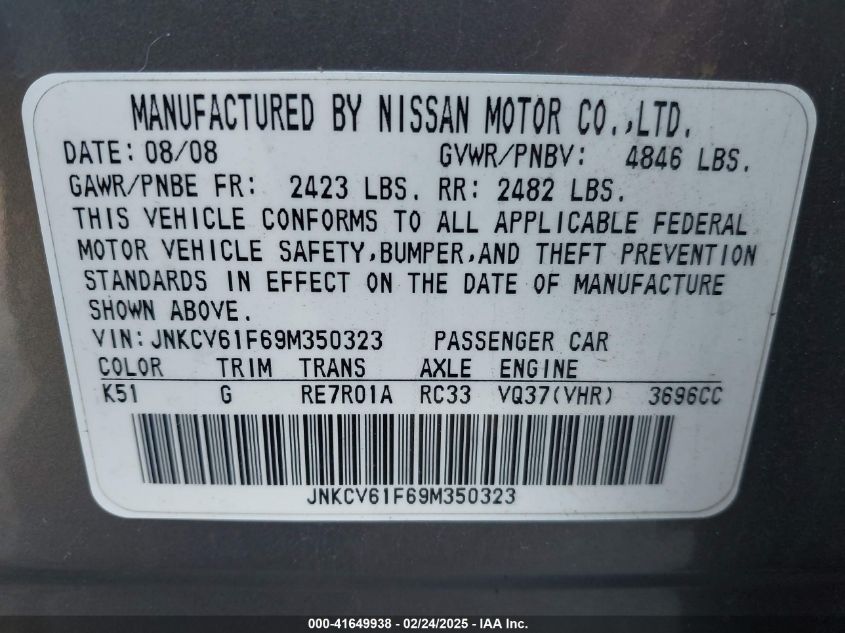 MANUFACTURED BY NISSAN MOTOR CO.,LTD.
DATE: 08/08 GVWR/PNBV: 4846 LBS.
GAWR/PNBE FR: 2423 LBS. RR: 2482 LBS.
THIS VEHICLE CONFORMS TO ALL APPLICABLE FEDERAL
MOTOR VEHICLE SAFETY,BUMPER,AND THEFT PREVENTION
STANDARDS IN EFFECT ON THE DATE OF MANUFACTURE
SHOWN ABOVE.
VIN: JNKCV61F69M350323 PASSENGER CAR
COLOR TRIM TRANS AXLE ENGINE
K51 G RE7R01A RC33 VQ37(VHR) 3696CC
JNKCV61F69M350323
000-41649938 - 02/24/2025 - IAA Inc.